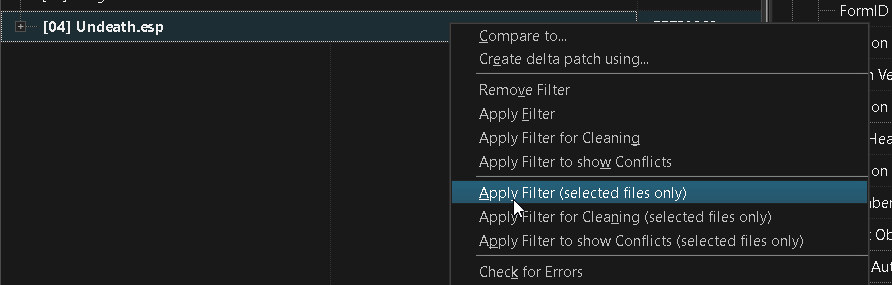 FormID
[04] Undeath.esp
Compare to...
on
Create delta patch using...
Ve
Remove Filter
on
Apply Filter
Apply Filter for Cleaning
Hea
Apply Filter to show Conflicts
on
Apply Filter (selected files only)
Apply Filter for Cleaning (selected files only)
Ob
Apply Filter to show Conflicts (selected files only)
Aut
Check for Errors